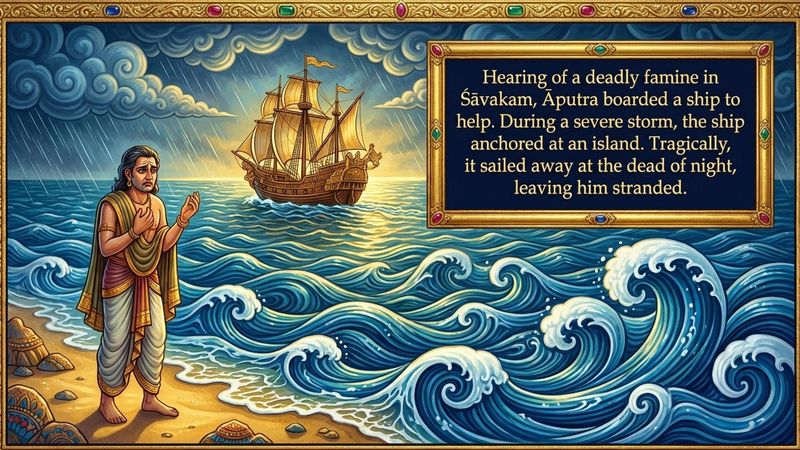 Hearing of a deadly famine in
Śāvakam, Āputra boarded a ship to
help. During a severe storm, the ship
anchored at an island. Tragically,
it sailed away at the dead of night,
leaving him stranded.